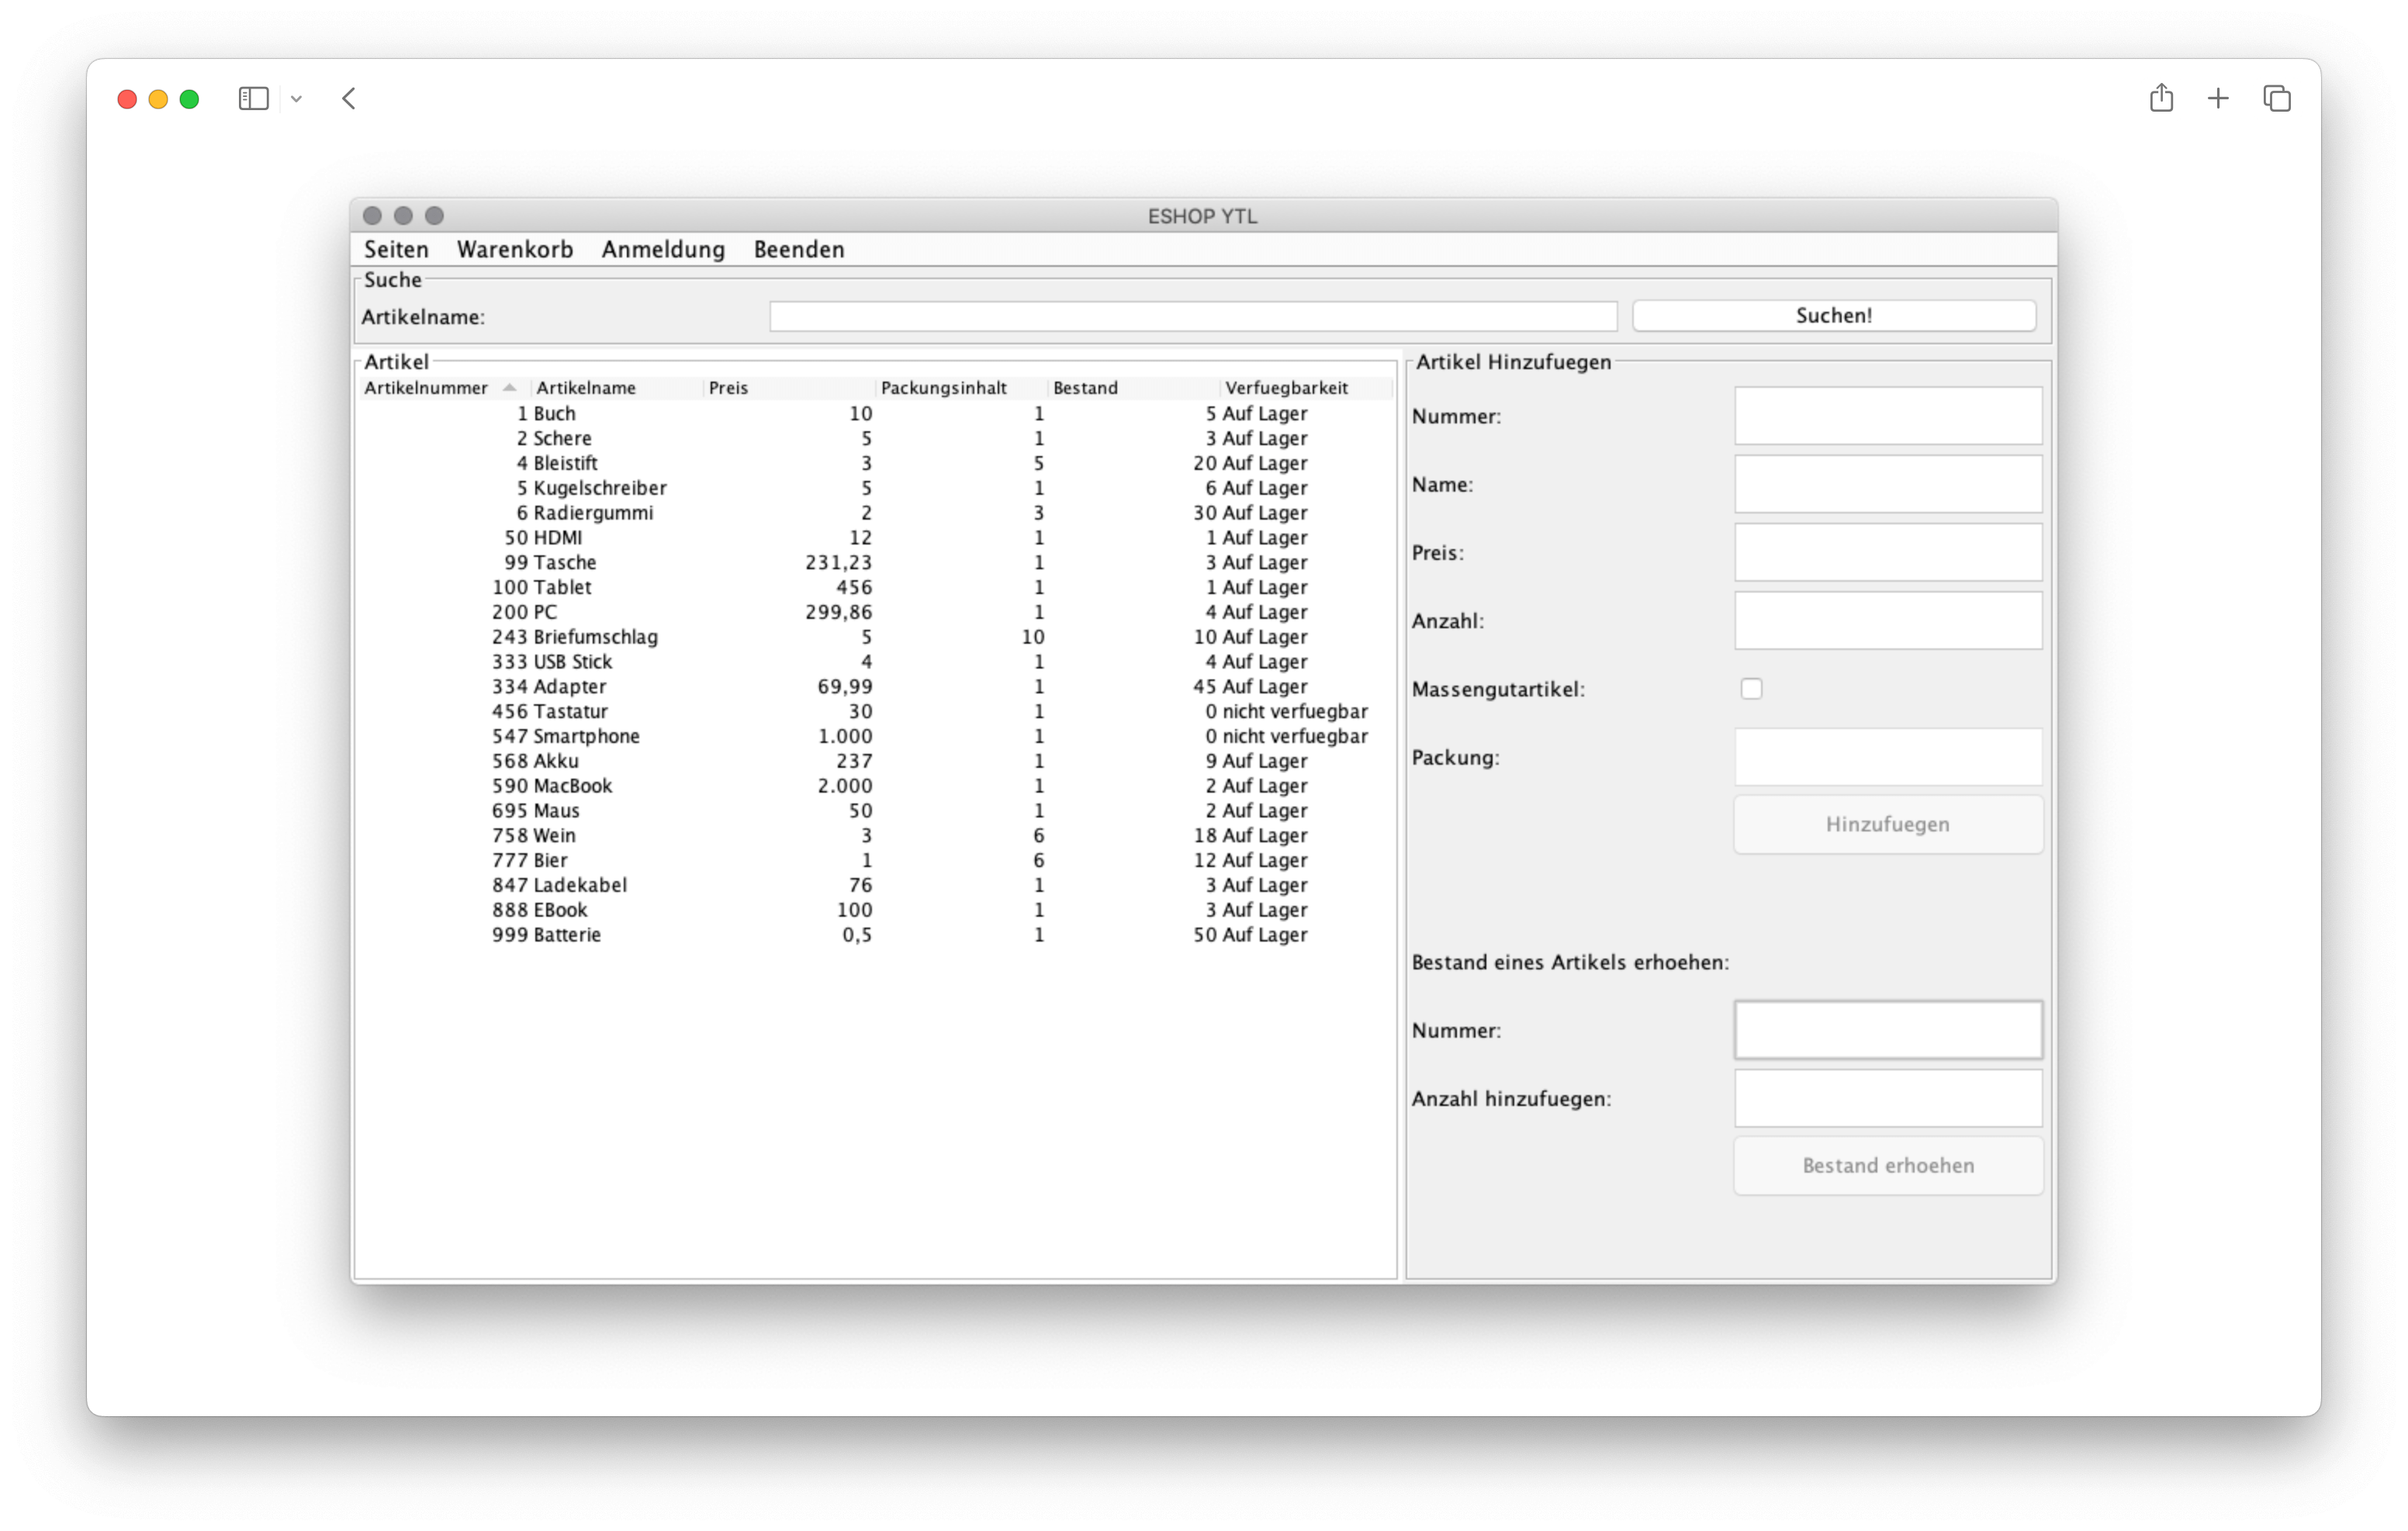 ESHOP YTL
Seiten Warenkorb Anmeldung Beenden
Suche
Artikelname: Suchen!
Artikel
Artikelnummer Artikelname Preis Packungsinhalt Bestand Verfuegbarkeit
1 Buch 10 1 5 Auf Lager
2 Schere 5 1 3 Auf Lager
4 Bleistift 3 5 20 Auf Lager
5 Kugelschreiber 5 1 6 Auf Lager
6 Radiergummi 2 3 30 Auf Lager
50 HDMI 12 1 1 Auf Lager
99 Tasche 231,23 1 3 Auf Lager
100 Tablet 456 1 1 Auf Lager
200 PC 299,86 1 4 Auf Lager
243 Briefumschlag 5 10 10 Auf Lager
333 USB Stick 4 1 4 Auf Lager
334 Adapter 69,99 1 45 Auf Lager
456 Tastatur 30 1 0 nicht verfuegbar
547 Smartphone 1.000 1 0 nicht verfuegbar
568 Akku 237 1 9 Auf Lager
590 MacBook 2.000 1 2 Auf Lager
695 Maus 50 1 2 Auf Lager
758 Wein 3 6 18 Auf Lager
777 Bier 1 6 12 Auf Lager
847 Ladekabel 76 1 3 Auf Lager
888 EBook 100 1 3 Auf Lager
999 Batterie 0,5 1 50 Auf Lager
Artikel Hinzufuegen
Nummer:
Name:
Preis:
Anzahl:
Massengutartikel:
Packung:
Hinzufuegen
Bestand eines Artikels erhoehen:
Nummer:
Anzahl hinzufuegen:
Bestand erhoehen